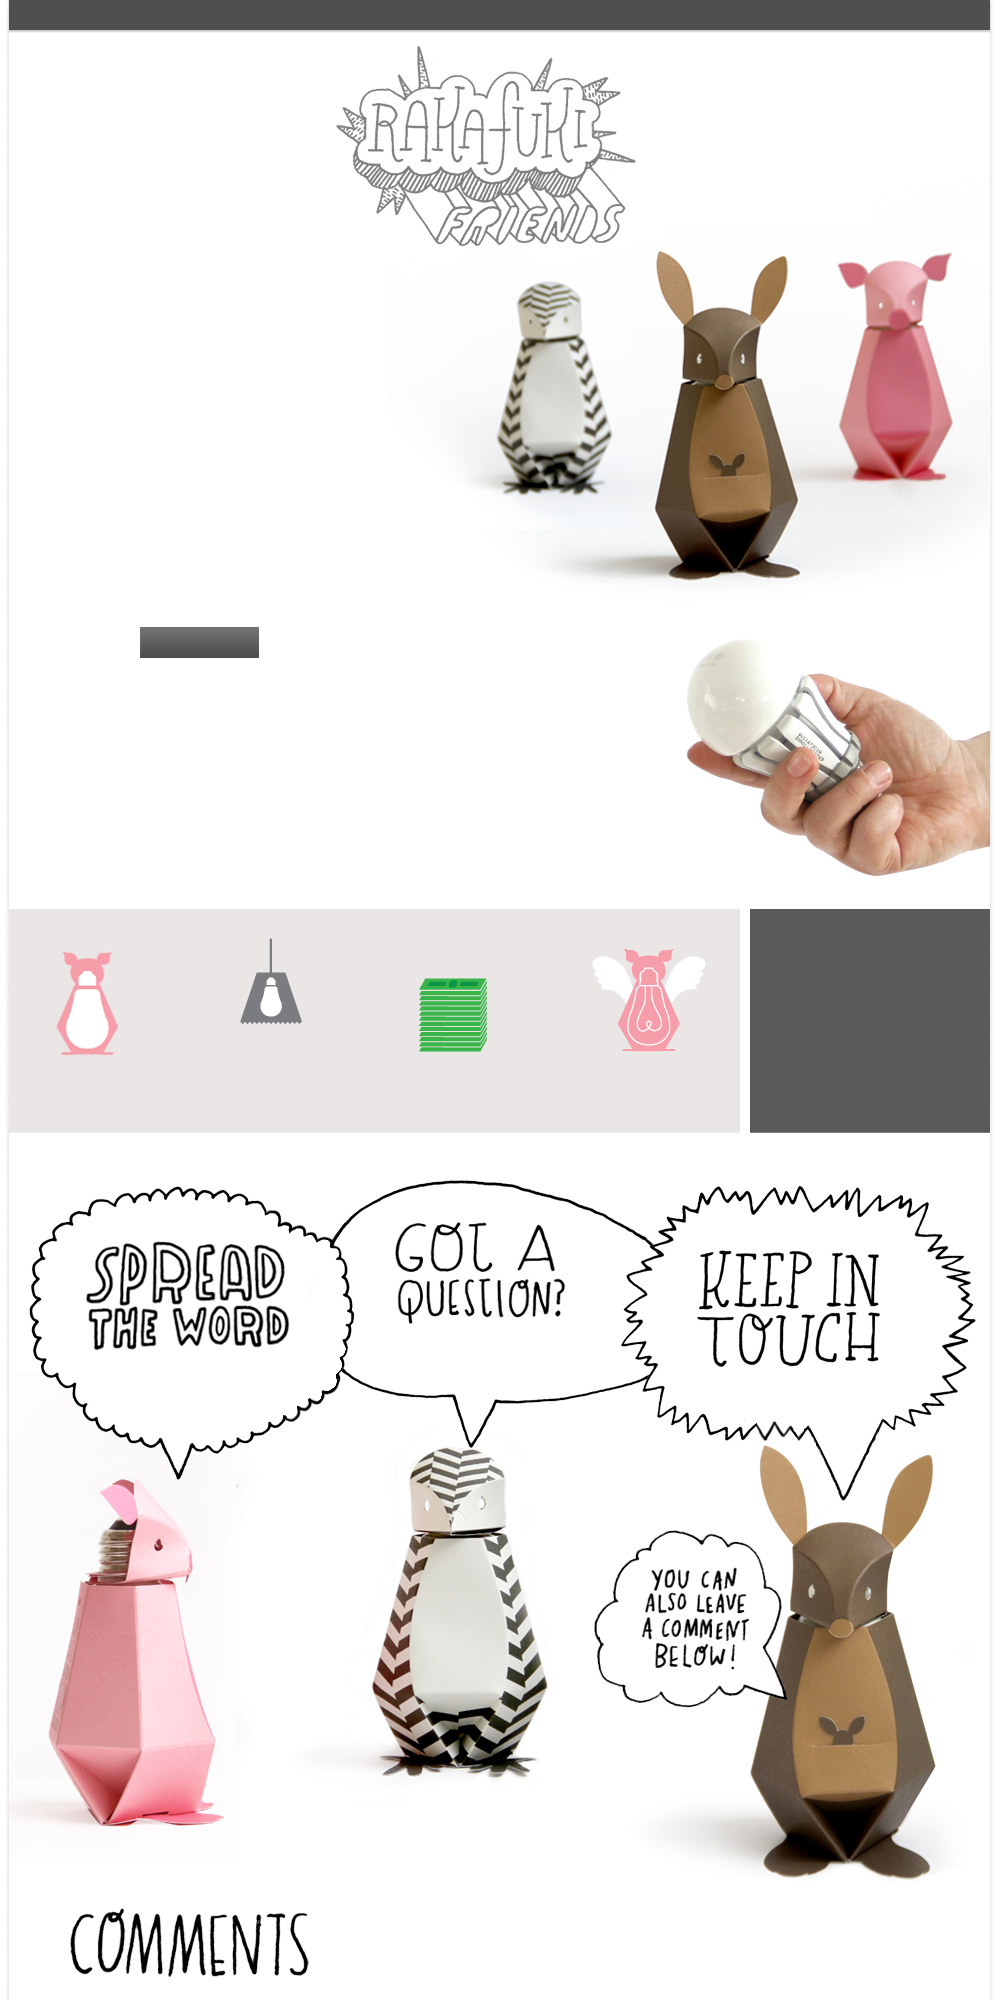 RAKAFUKI
FRIENDS
SPREAD
THE WORD
GOT A
QUESTION?
KEEP IN
TOUCH
YOU CAN
ALSO LEAVE
A COMMENT
BELOW!
COMMENTS